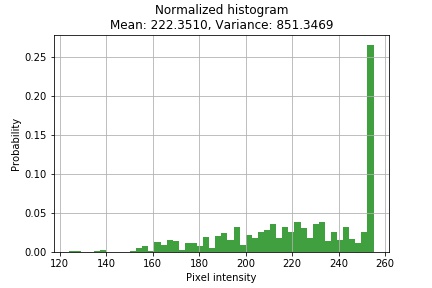 Normalized histogram
Mean: 222.3510, Variance: 851.3469
0.25
0.20
0.15
0.10
0.05
0.00
Probability
120 140 160 180 200 220 240 260
Pixel intensity